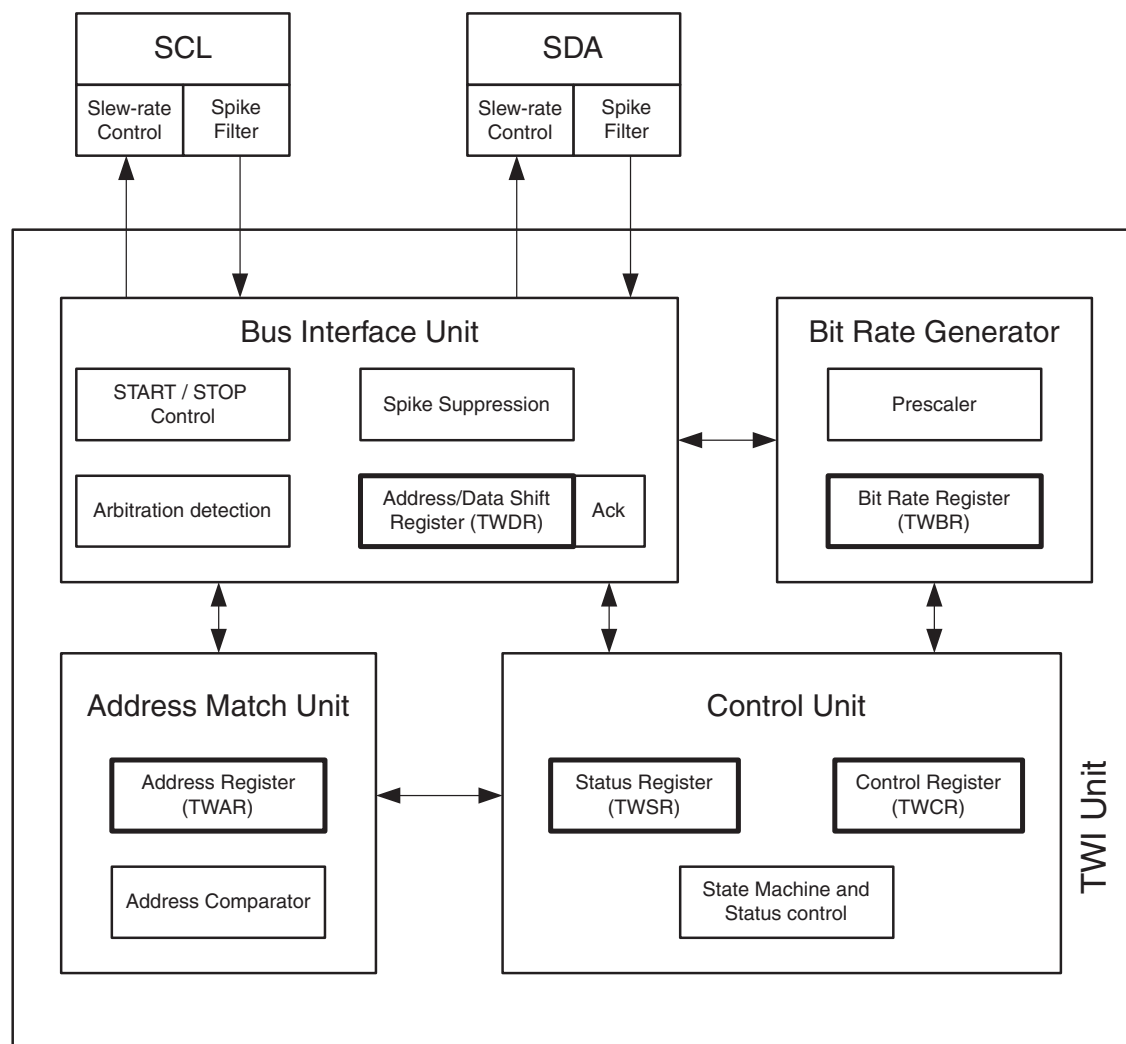 SCL
SDA
Slew-rate
Control
Spike
Filter
Slew-rate
Control
Spike
Filter
Bus Interface Unit
START / STOP
Control
Spike Suppression
Arbitration detection
Address/Data Shift
Register (TWDR)
Ack
Bit Rate Generator
Prescaler
Bit Rate Register
(TWBR)
Address Match Unit
Address Register
(TWAR)
Address Comparator
Control Unit
Status Register
(TWSR)
Control Register
(TWCR)
State Machine and
Status control
TWI Unit